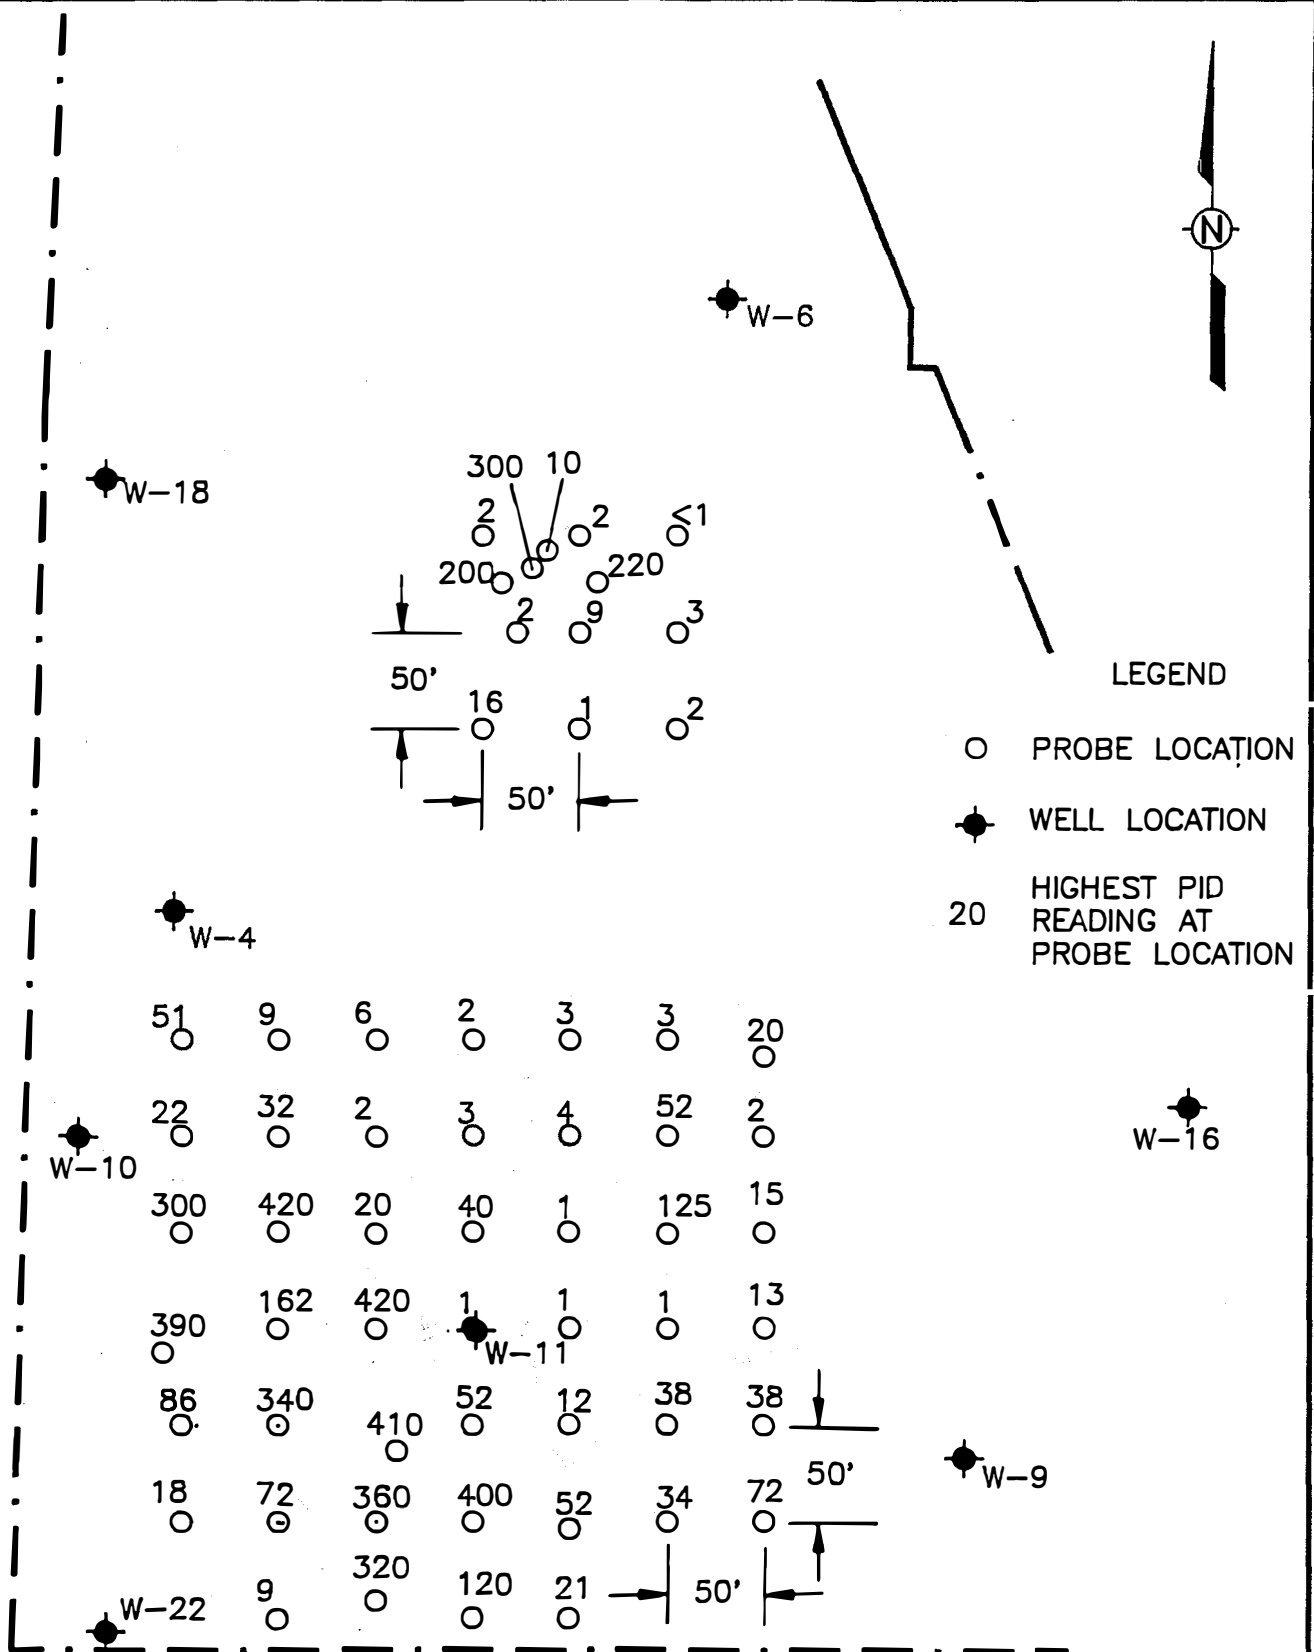 N
W-6
W-18
300 10
2 2 <1
200 220
2 9 3
50'
16 1 2
50'
LEGEND
PROBE LOCATION
WELL LOCATION
20 HIGHEST PID
READING AT
PROBE LOCATION
W-4
51 9 6 2 3 3 20
22 32 2 3 4 52 2
W-10
W-16
300 420 20 40 1 125 15
390 162 420 1 1 1 13
W-11
86 340 410 52 12 38 38
50'
W-9
18 72 360 400 52 34 72
9 320 120 21
50'
W-22